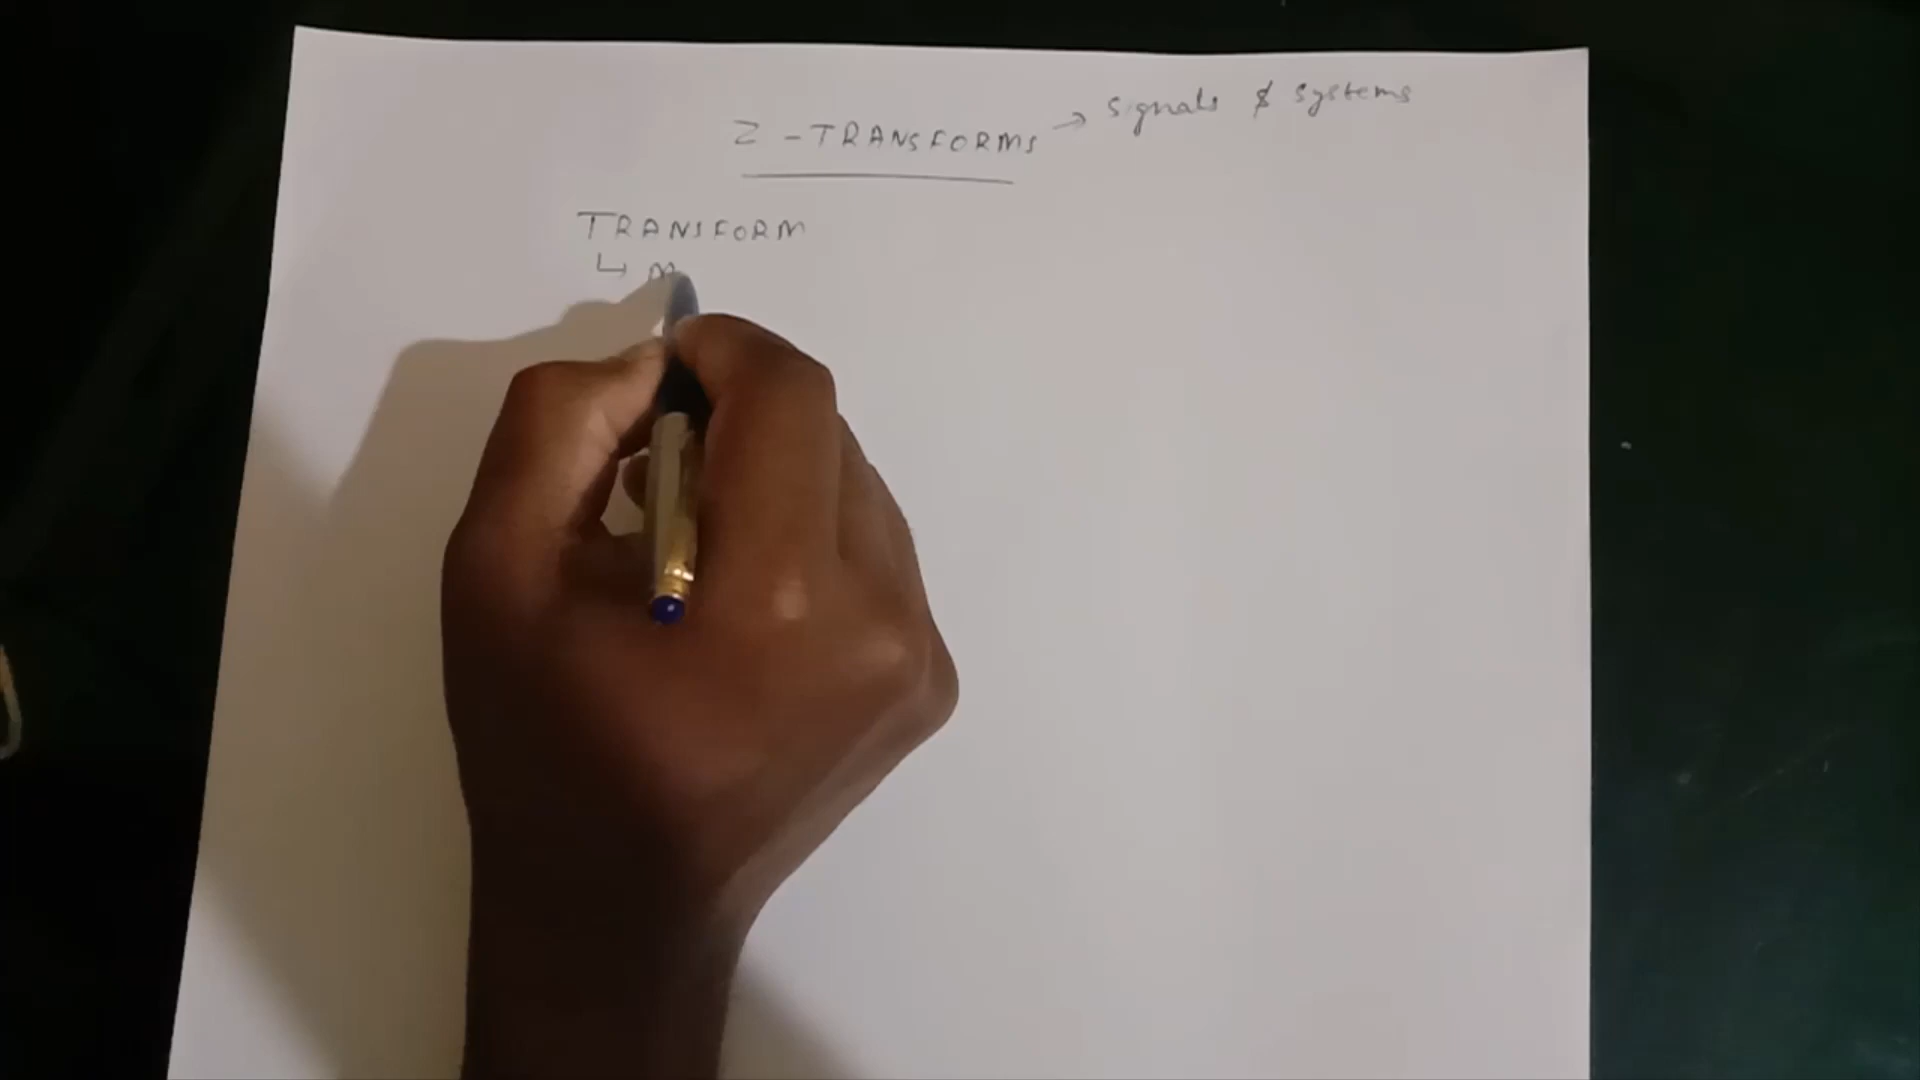 Z - TRANSFORMS → signals & systems
TRANSFORM
↳ m